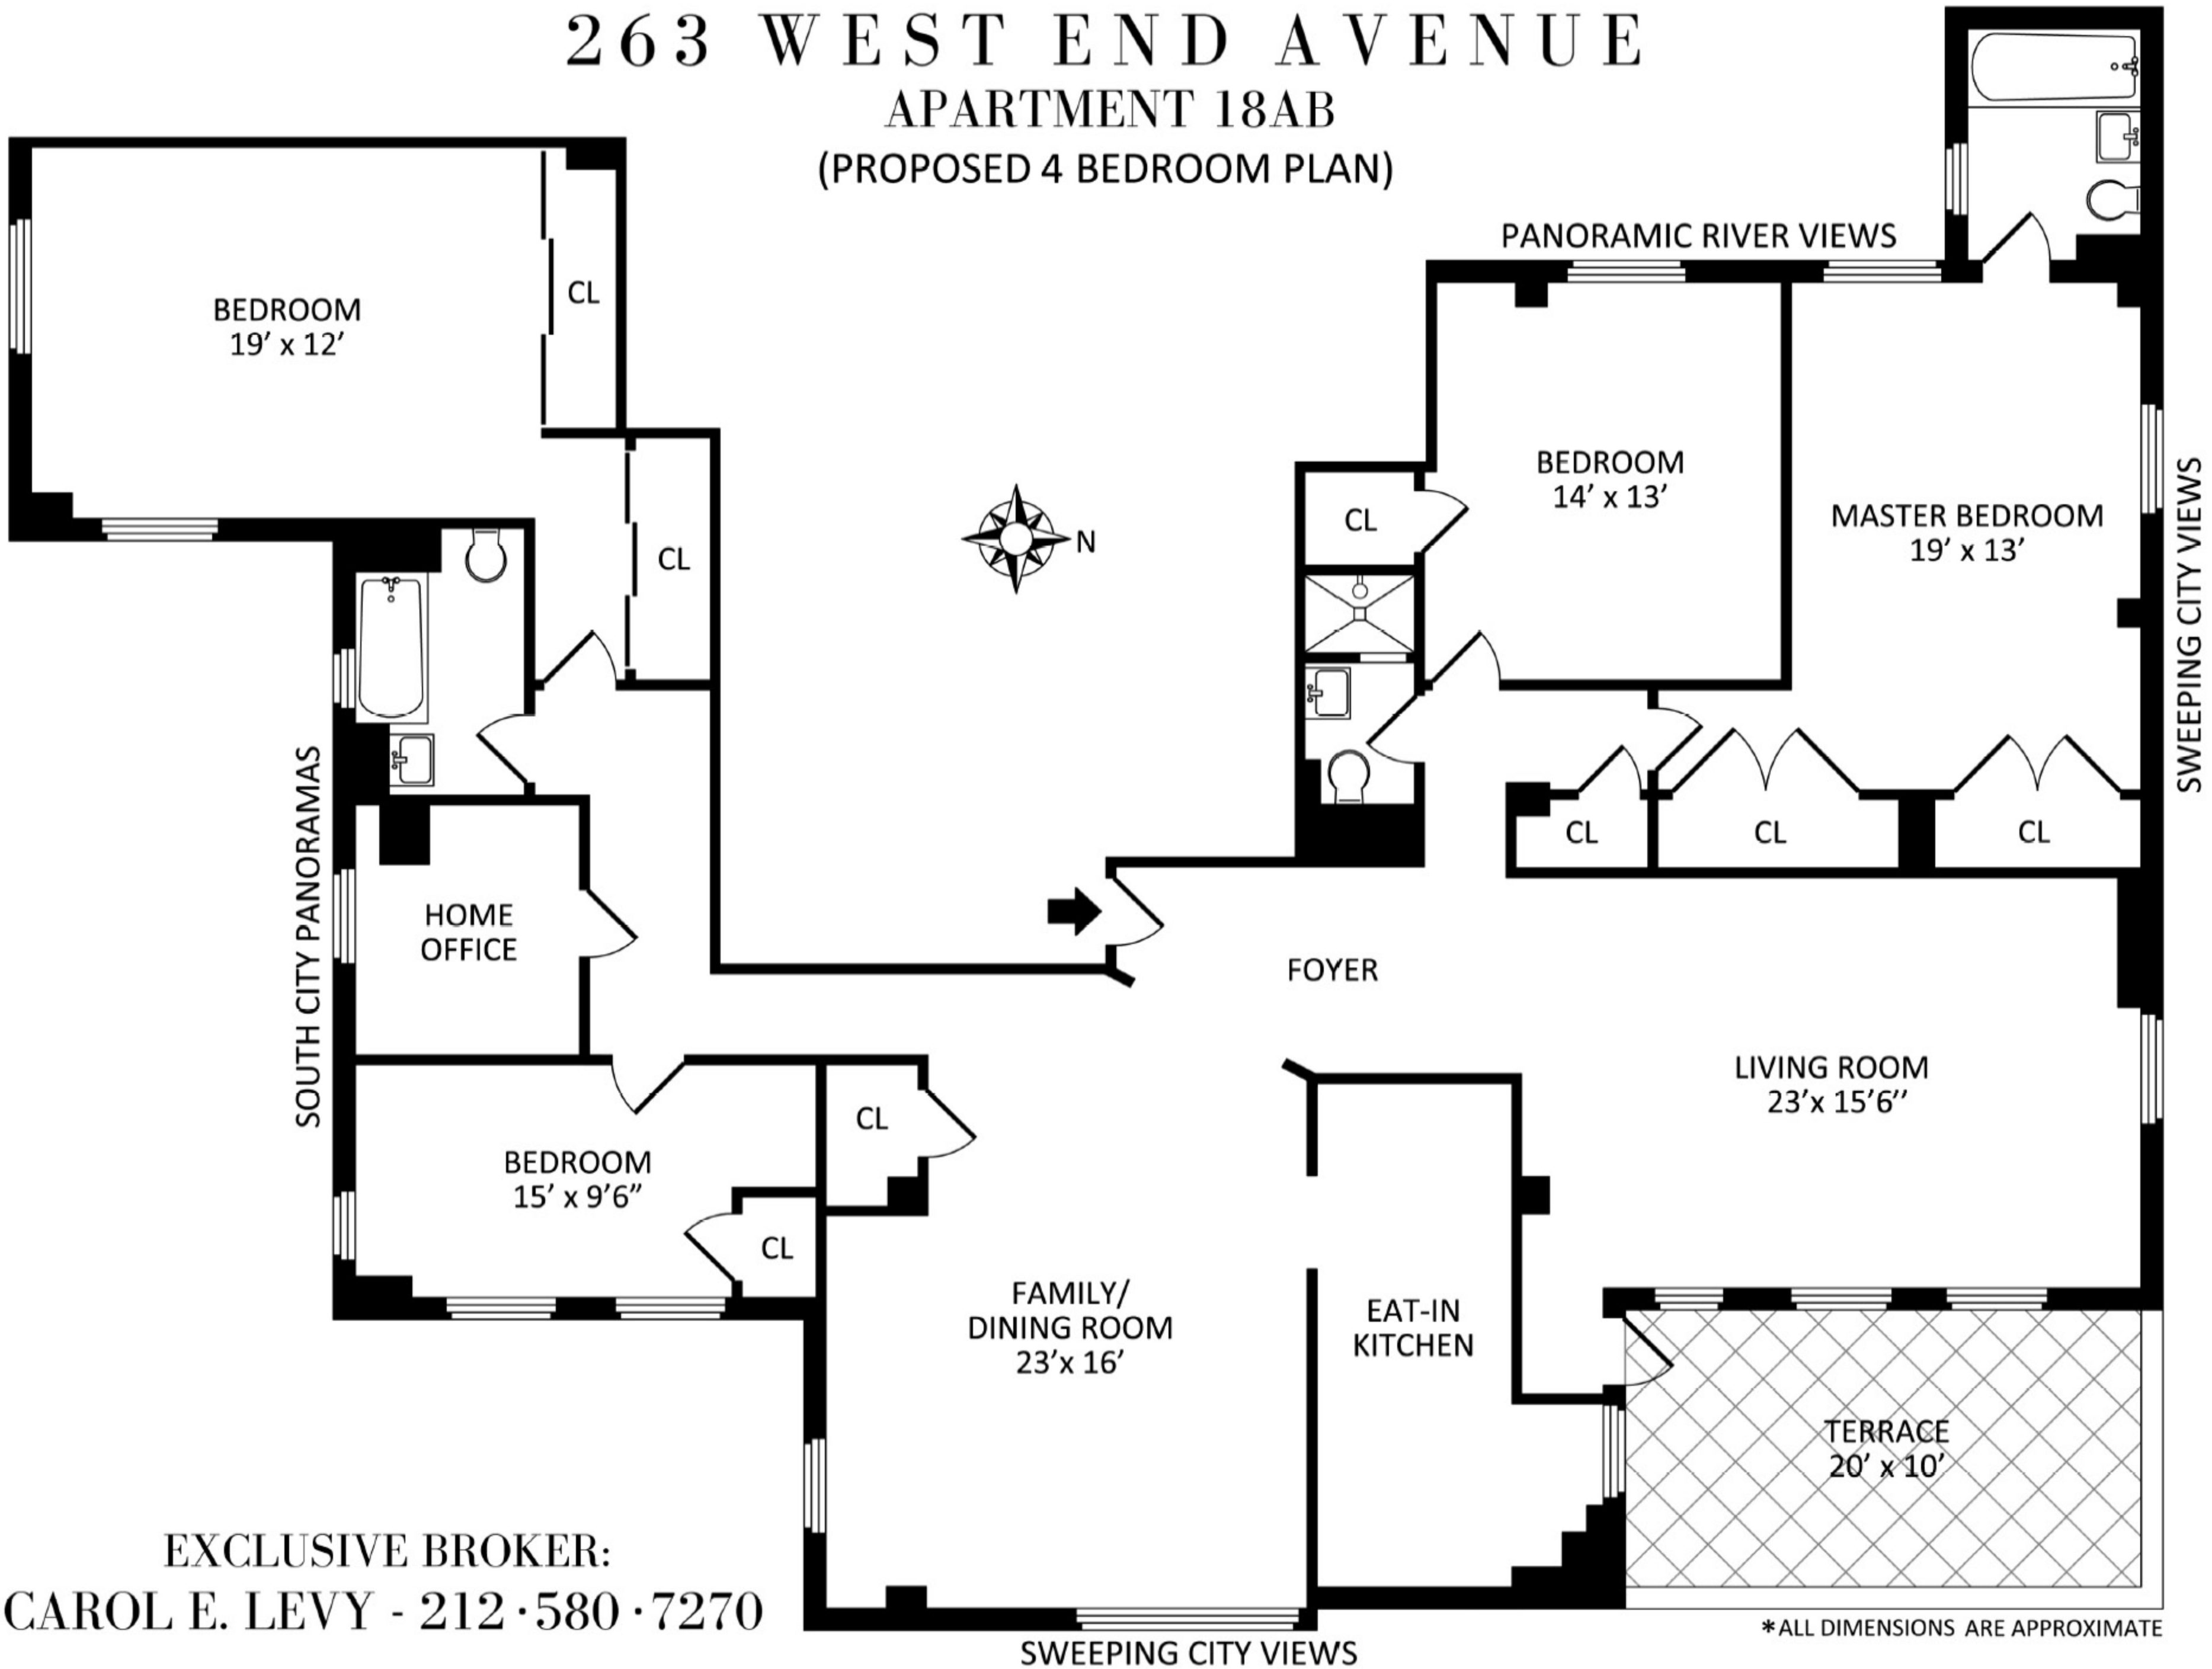 263 WEST END AVENUE
APARTMENT 18AB
(PROPOSED 4 BEDROOM PLAN)
PANORAMIC RIVER VIEWS
BEDROOM
19’ x 12’
CL
CL
BEDROOM
14’ x 13’
CL
MASTER BEDROOM
19’ x 13’
SWEEPING CITY VIEWS
N
CL
CL
CL
SOUTH CITY PANORAMAS
HOME
OFFICE
FOYER
LIVING ROOM
23’x 15’6’’
CL
BEDROOM
15’ x 9’6”
CL
FAMILY/
DINING ROOM
23’x 16’
EAT-IN
KITCHEN
TERRACE
20’ x 10’
EXCLUSIVE BROKER:
CAROL E. LEVY - 212·580·7270
SWEEPING CITY VIEWS
*ALL DIMENSIONS ARE APPROXIMATE